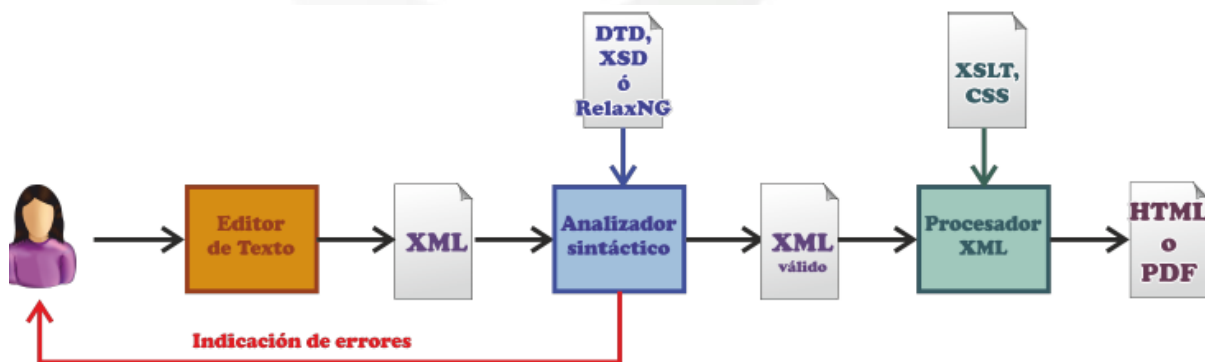 DTD,
XSD
ó
RelaxNG
XSLT,
CSS
Editor
de Texto
XML
Analizador
sintáctico
XML
válido
Procesador
XML
HTML
o
PDF
Indicación de errores